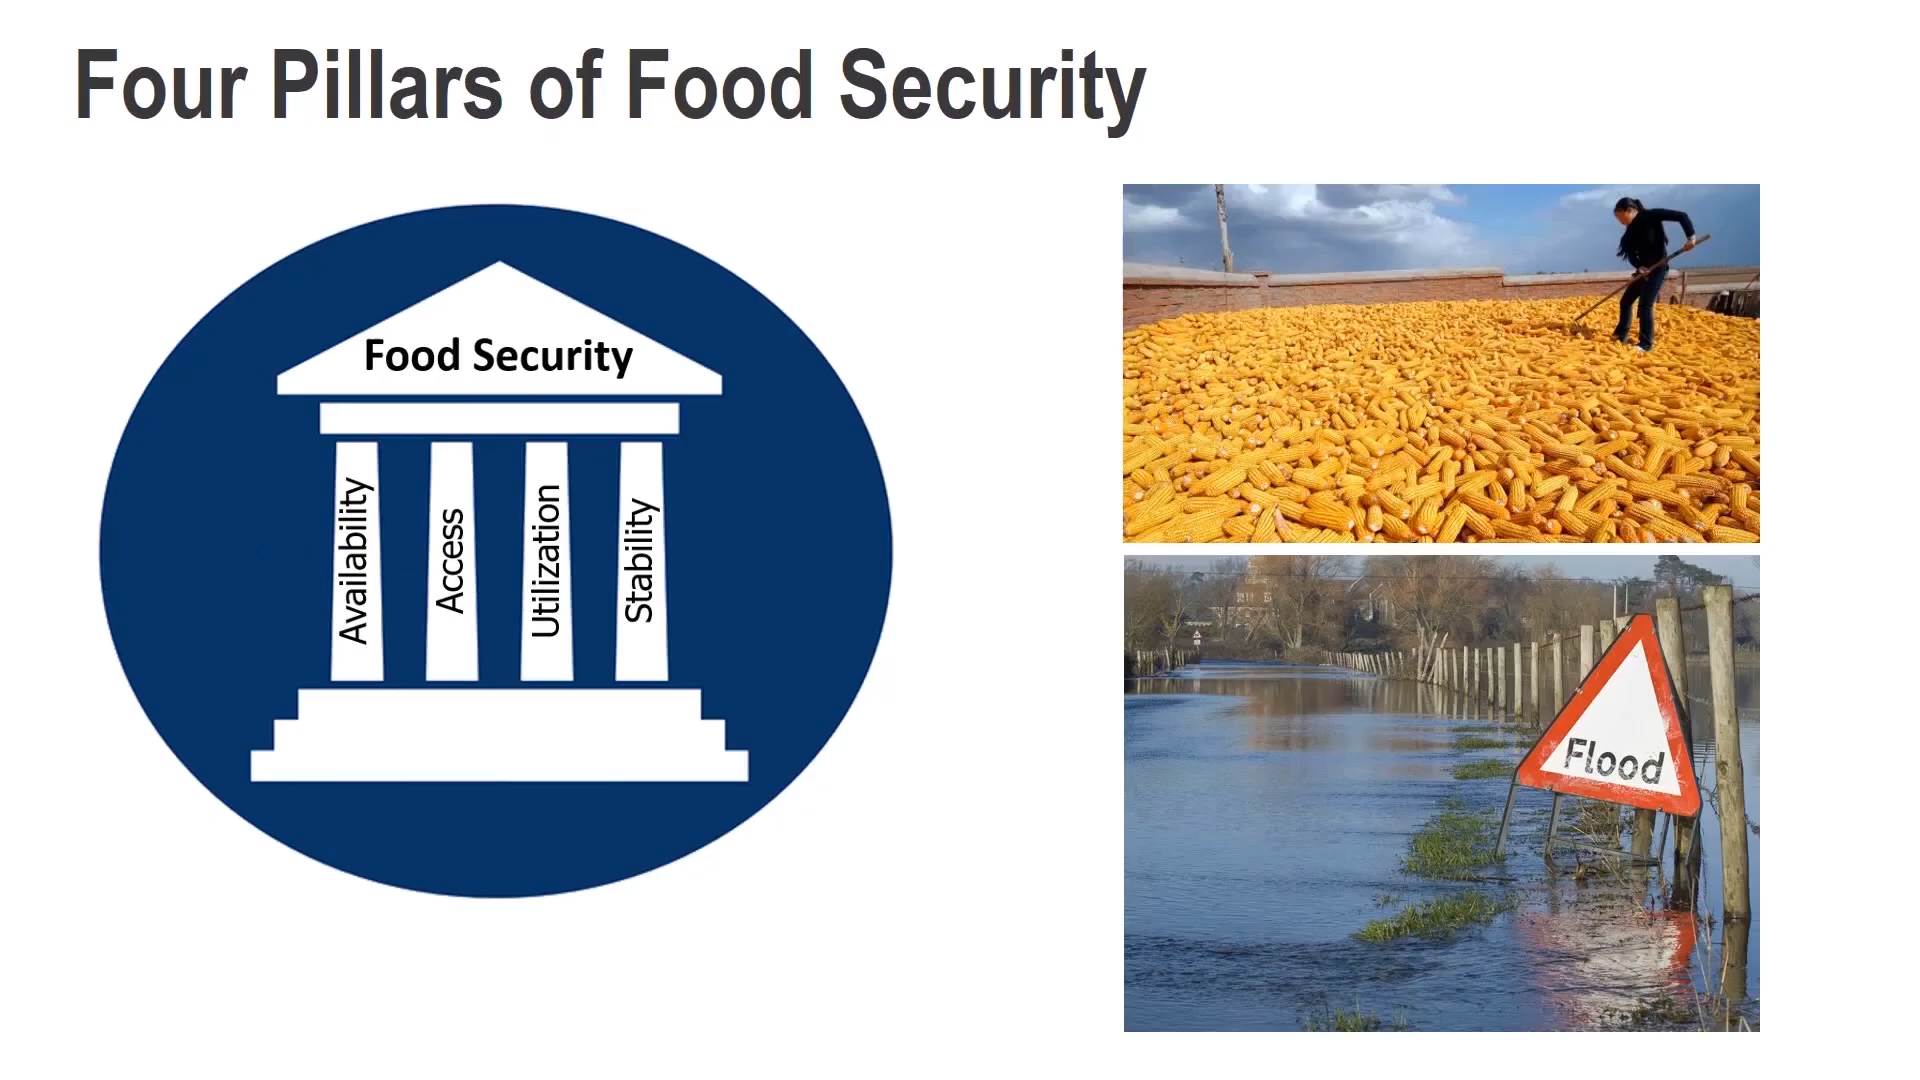 Four Pillars of Food Security
Food Security
Availability
Access
Utilization
Stability
Flood